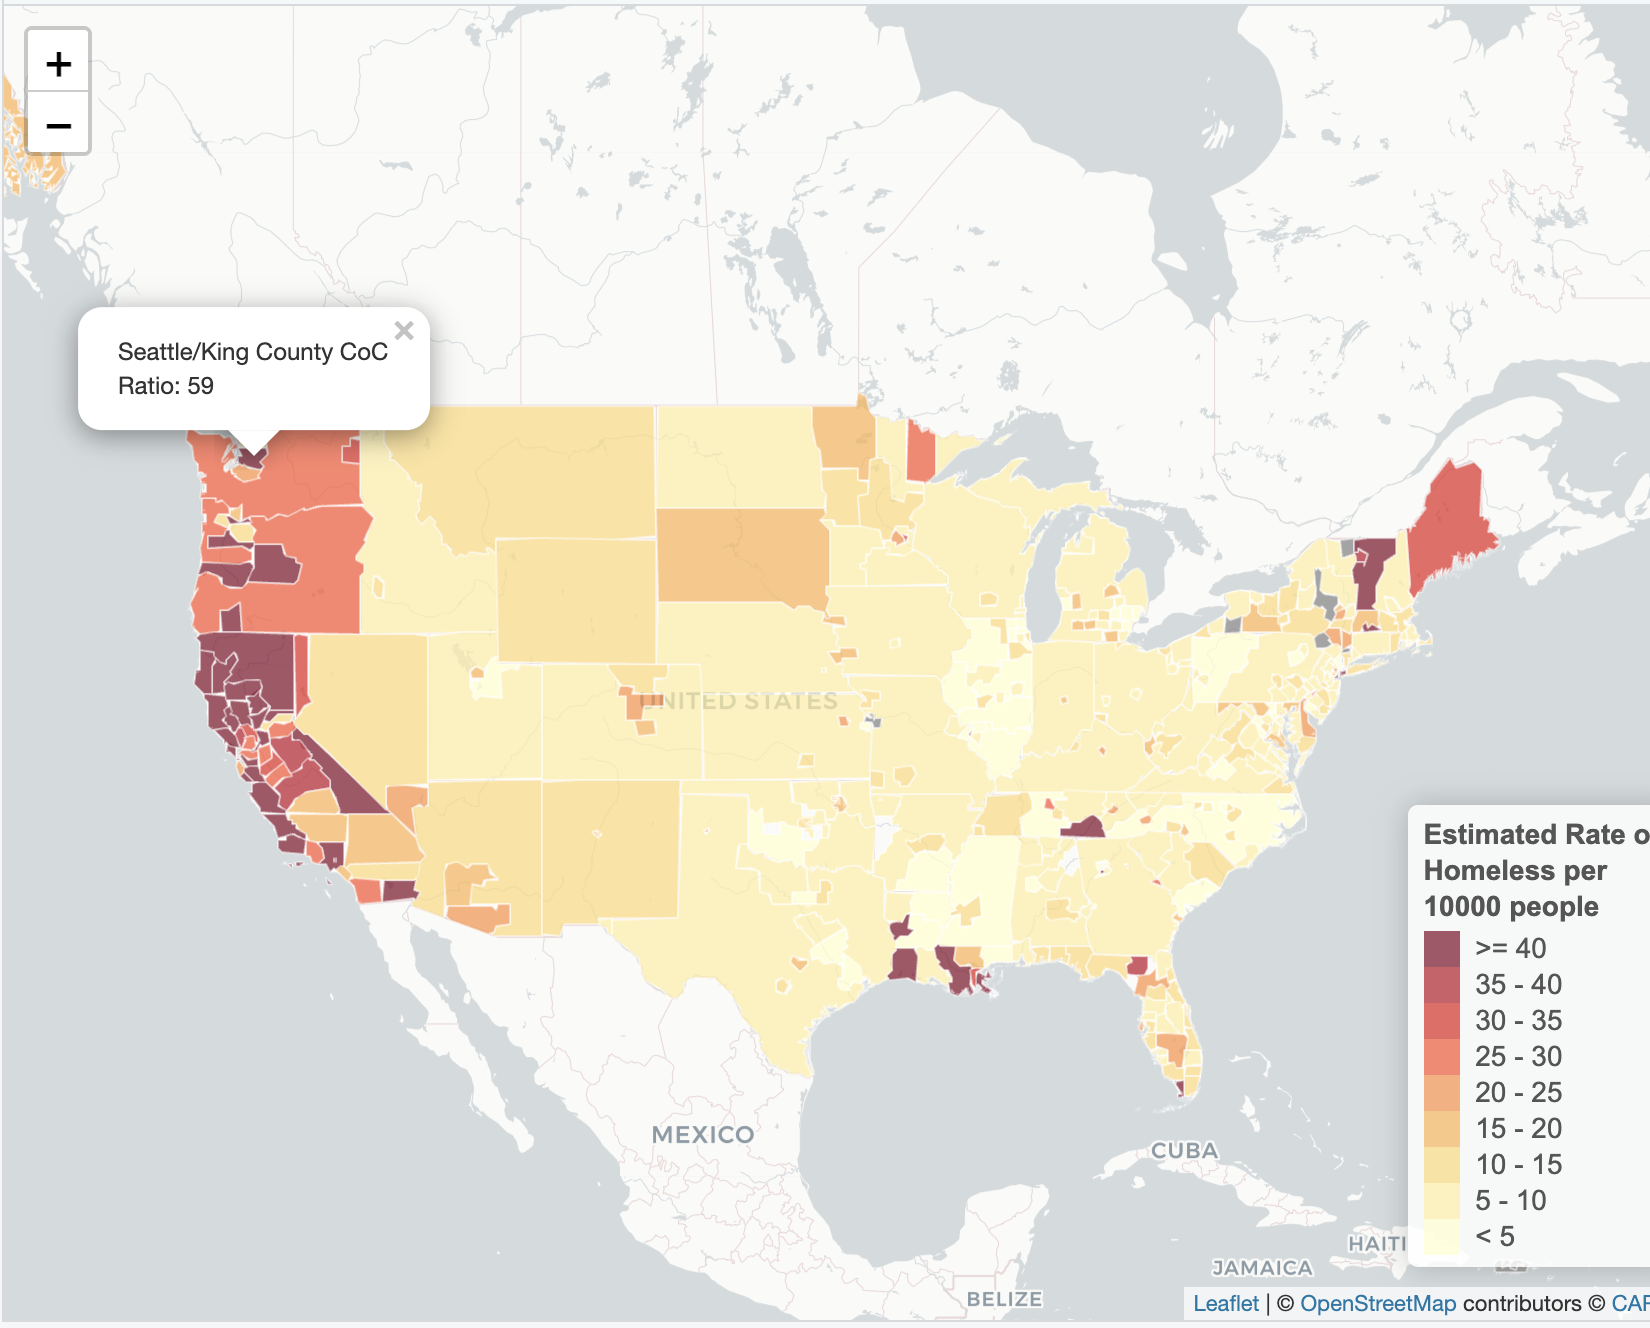 +
−
Seattle/King County CoC
Ratio: 59
×
UNITED STATES
MEXICO
CUBA
HAITI
JAMAICA
BELIZE
Estimated Rate o
Homeless per
10000 people
>= 40
35 - 40
30 - 35
25 - 30
20 - 25
15 - 20
10 - 15
5 - 10
< 5
Leaflet | © OpenStreetMap contributors © CAR